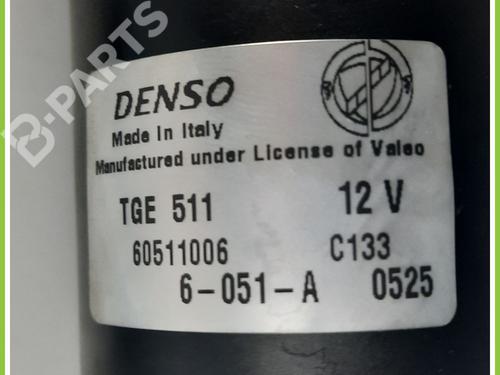 B-PARTS
DENSO
Made in Italy
Manufactured under License of Valeo
TGE 511 12 V
60511006 C133
6-051-A 0525